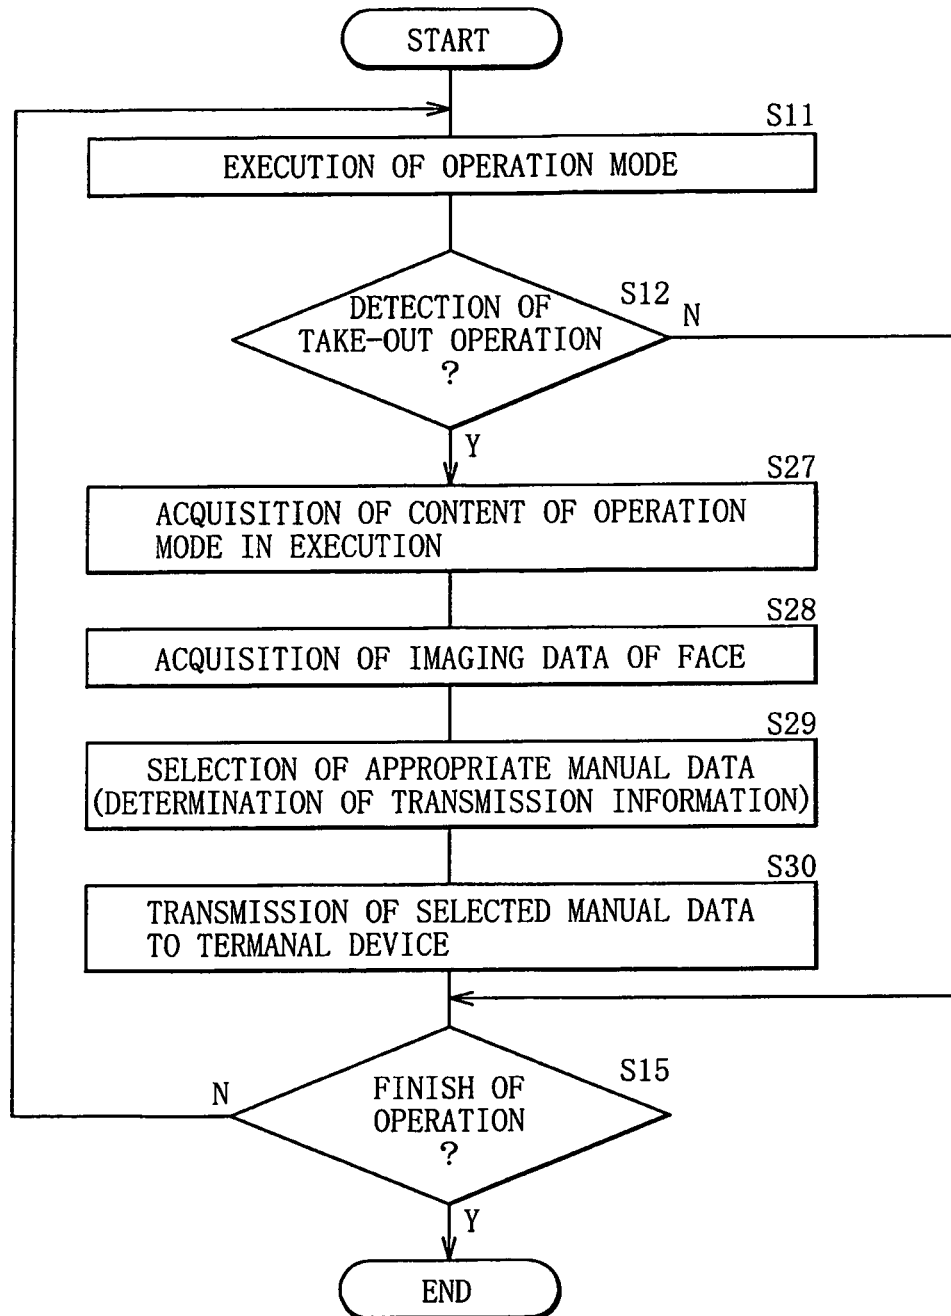 START
S11
EXECUTION OF OPERATION MODE
S12
N
DETECTION OF
TAKE-OUT OPERATION
?
Y
S27
ACQUISITION OF CONTENT OF OPERATION
MODE IN EXECUTION
S28
ACQUISITION OF IMAGING DATA OF FACE
S29
SELECTION OF APPROPRIATE MANUAL DATA
(DETERMINATION OF TRANSMISSION INFORMATION)
S30
TRANSMISSION OF SELECTED MANUAL DATA
TO TERMANAL DEVICE
N
S15
FINISH OF
OPERATION
?
Y
END